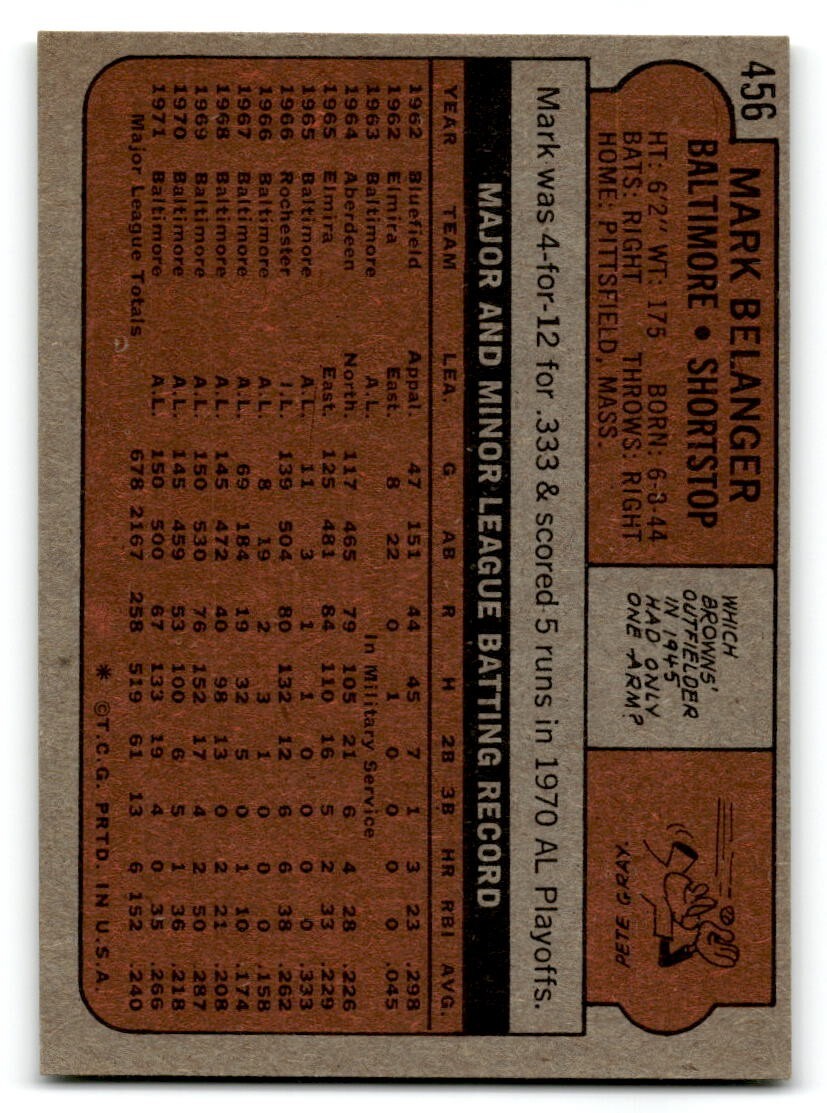 456
MARK BELANGER
BALTIMORE • SHORTSTOP
HT: 6'2" WT: 175 BORN: 6-8-44
BATS: RIGHT THROWS: RIGHT
HOME: PITTSFIELD, MASS.
WHICH
BROWNS'
OUTFIELDER
IN 1945
HAD ONLY
ONE ARM?
PETE GRAY.
Mark was 4-for-12 for .333 & scored 5 runs in 1970 AL Playoffs.
MAJOR AND MINOR LEAGUE BATTING RECORD
YEAR TEAM LEA. G AB R H 2B 3B HR RBI AVG.
1962 Bluefield Appal. 47 151 44 45 7 1 3 23 .298
1962 Elmira East. 8 22 0 1 0 0 0 0 .045
1963 Baltimore A.L. In Military Service
1964 Aberdeen North. 117 465 79 105 21 6 4 28 .226
1965 Elmira East. 125 481 84 110 16 5 2 33 .229
1965 Baltimore A.L. 11 3 1 1 0 0 0 0 .333
1966 Rochester I.L. 139 504 80 132 12 6 6 38 .262
1966 Baltimore A.L. 8 19 2 3 1 0 0 0 .158
1967 Baltimore A.L. 69 184 19 32 5 0 1 10 .174
1968 Baltimore A.L. 145 472 40 98 13 0 2 21 .208
1969 Baltimore A.L. 150 530 76 152 17 4 2 50 .287
1970 Baltimore A.L. 145 459 53 100 6 5 1 36 .218
1971 Baltimore A.L. 150 500 67 133 19 4 0 35 .266
Major League Totals 678 2167 258 519 61 13 6 152 .240
* ©T.C.G. PRTD. IN U.S.A.